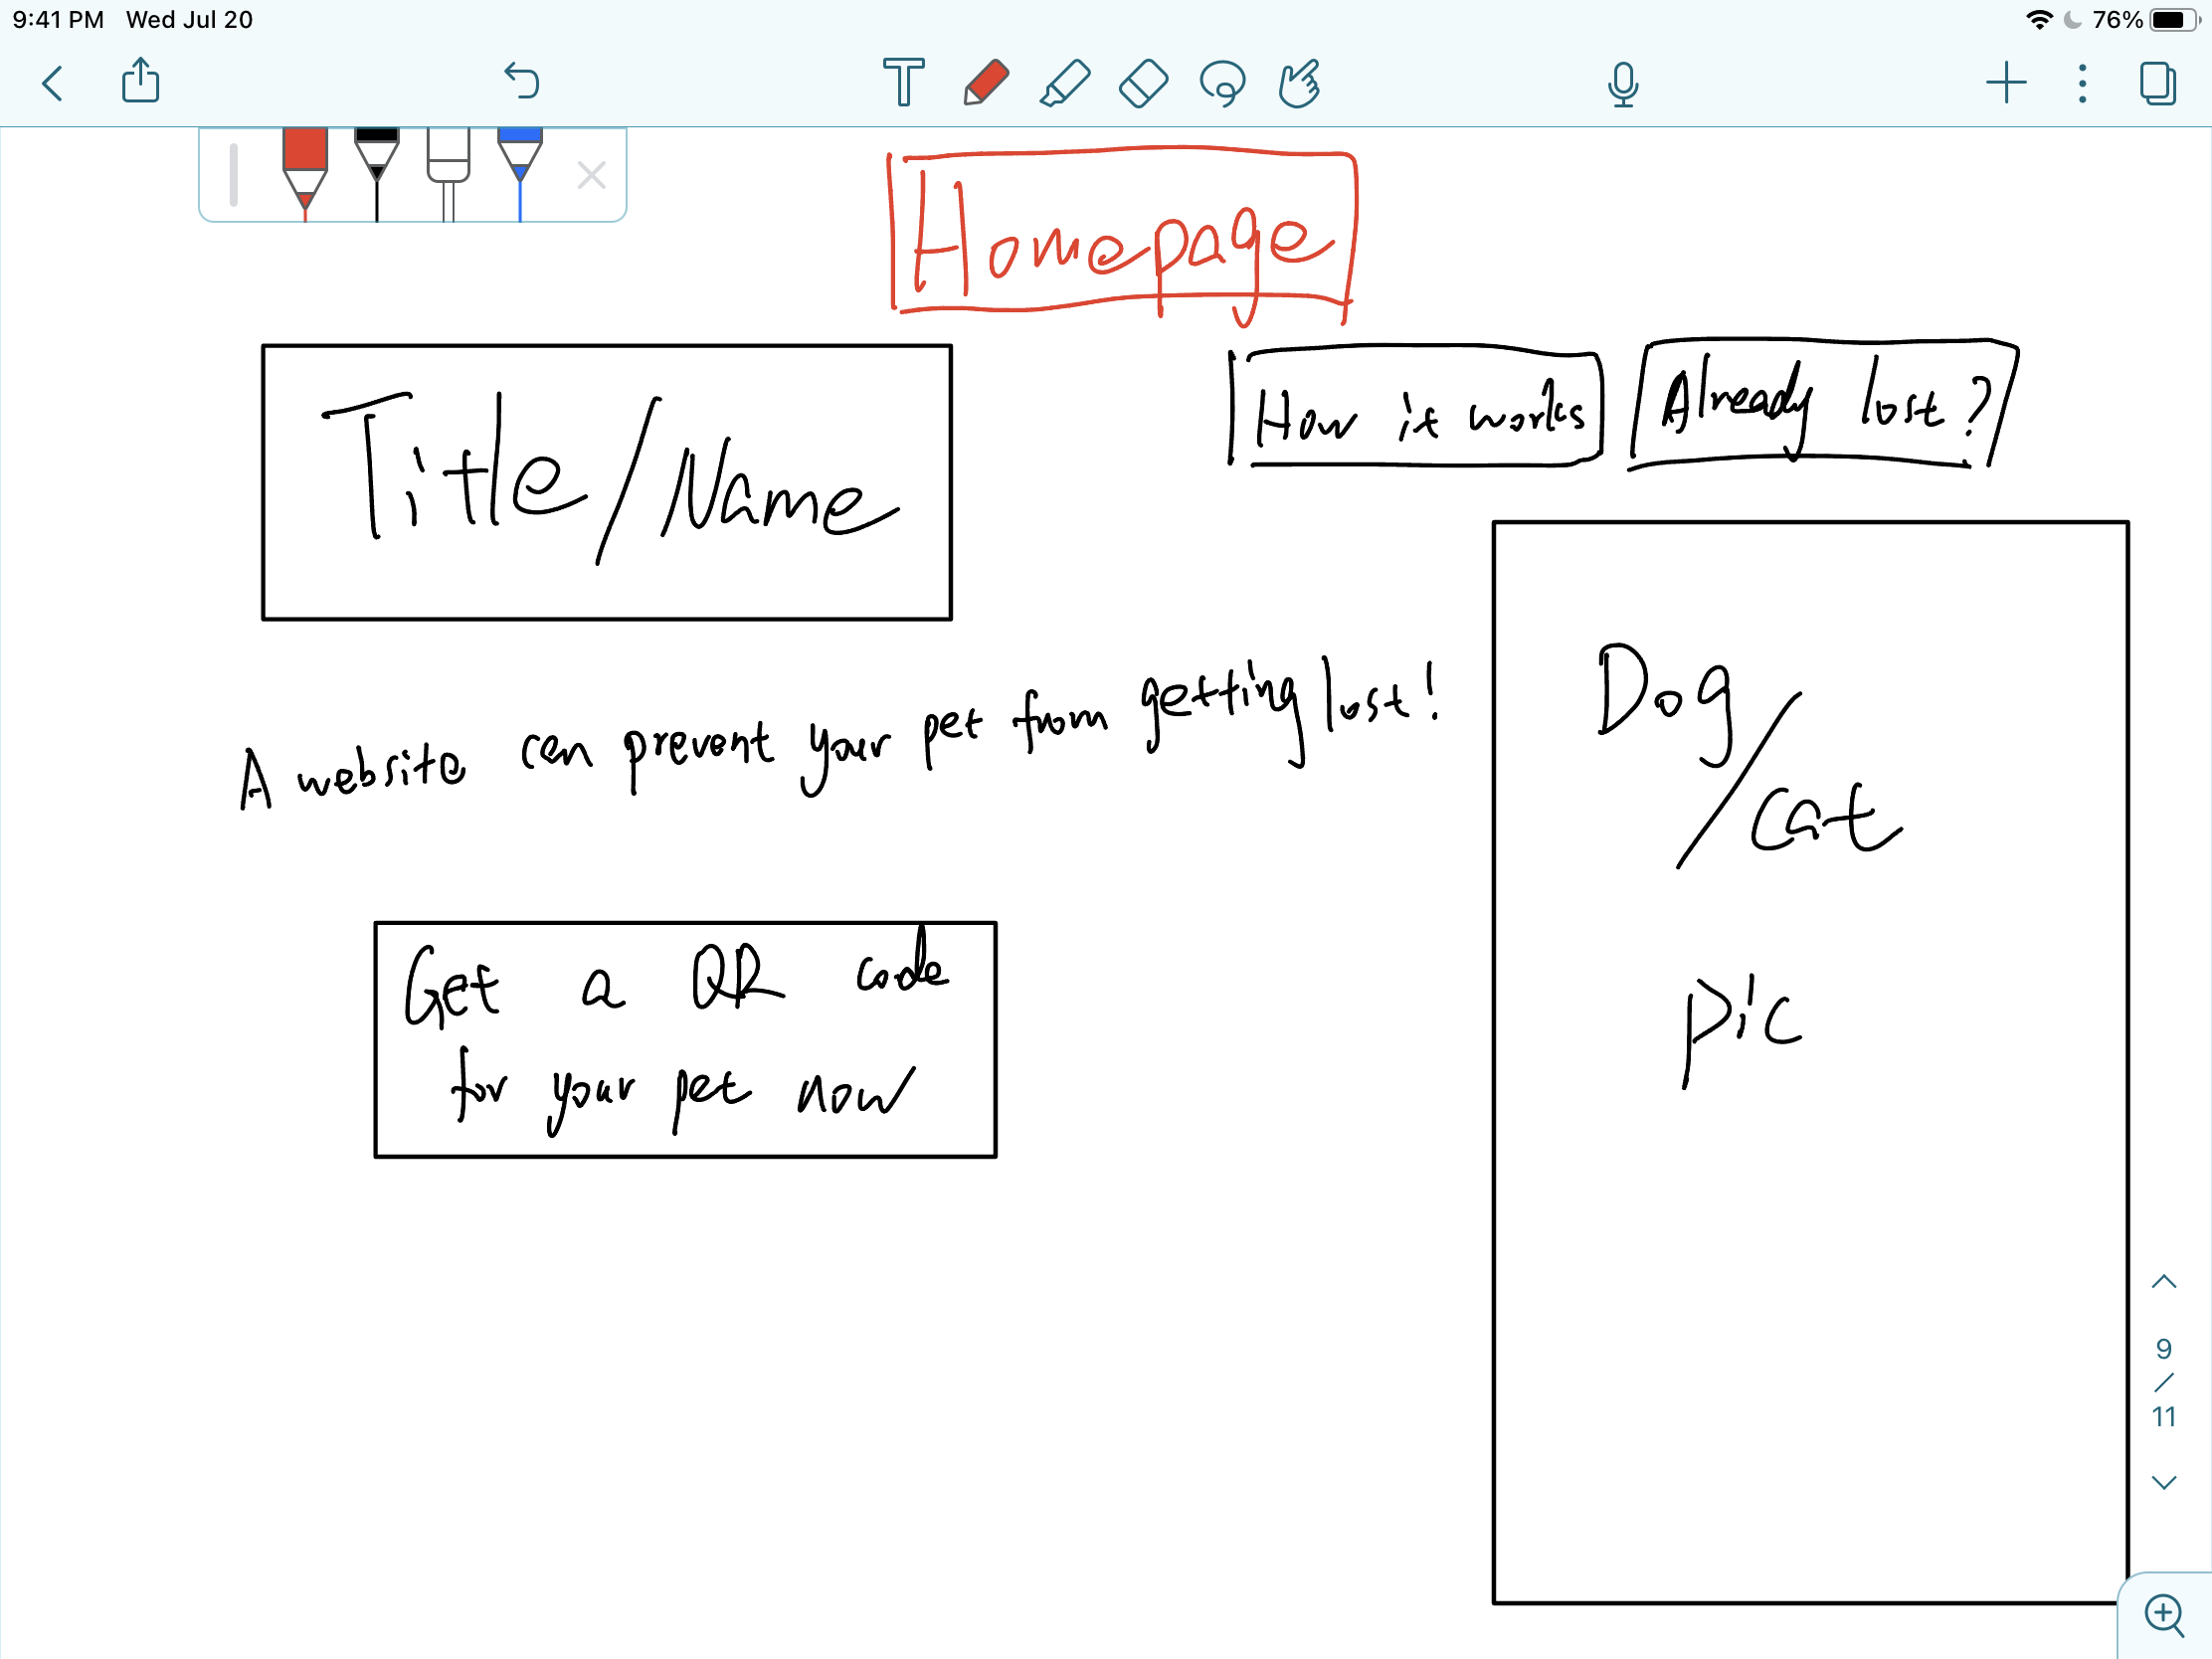 9:41 PM Wed Jul 20
76%
T
Homepage
Title/Name
How it works
Already lost?
A website can prevent your pet from getting lost!
Dog
/cat
pic
Get a QR code
for your pet now
9
/
11